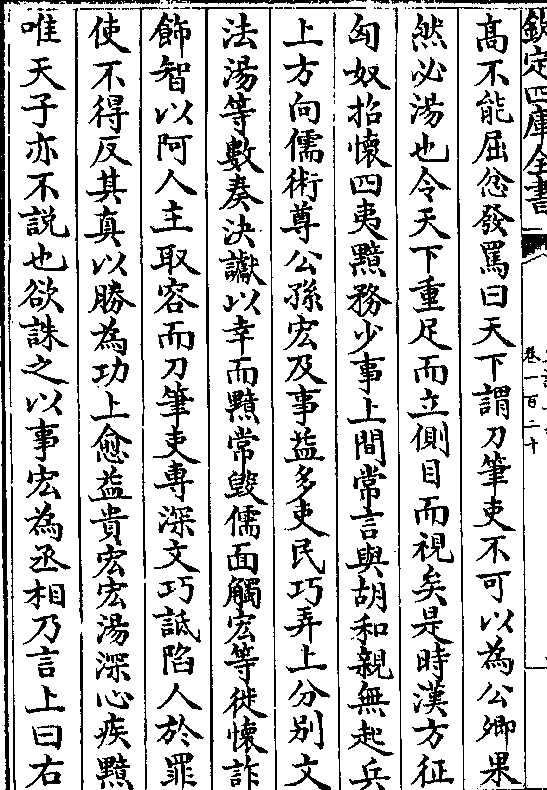 欽定四庫全書
卷一百二十
髙不能屈忿發罵曰天下謂刀筆吏不可以為公卿果
然必湯也令天下重足而立側目而視矣是時漢方征
匈奴招懷四夷黯務少事上間常言與胡和親無起兵
上方向儒術尊公孫宏及事益多吏民巧弄上分别文
法湯等數奏決讞以幸而黯常毀儒面觸宏等徙懷詐
飾智以阿人主取容而刀筆吏専深文巧詆陷人於罪
使不得反其真以勝為功上愈益貴宏宏湯深心疾黯
唯天子亦不說也欲誅之以事宏為丞相乃言上曰右